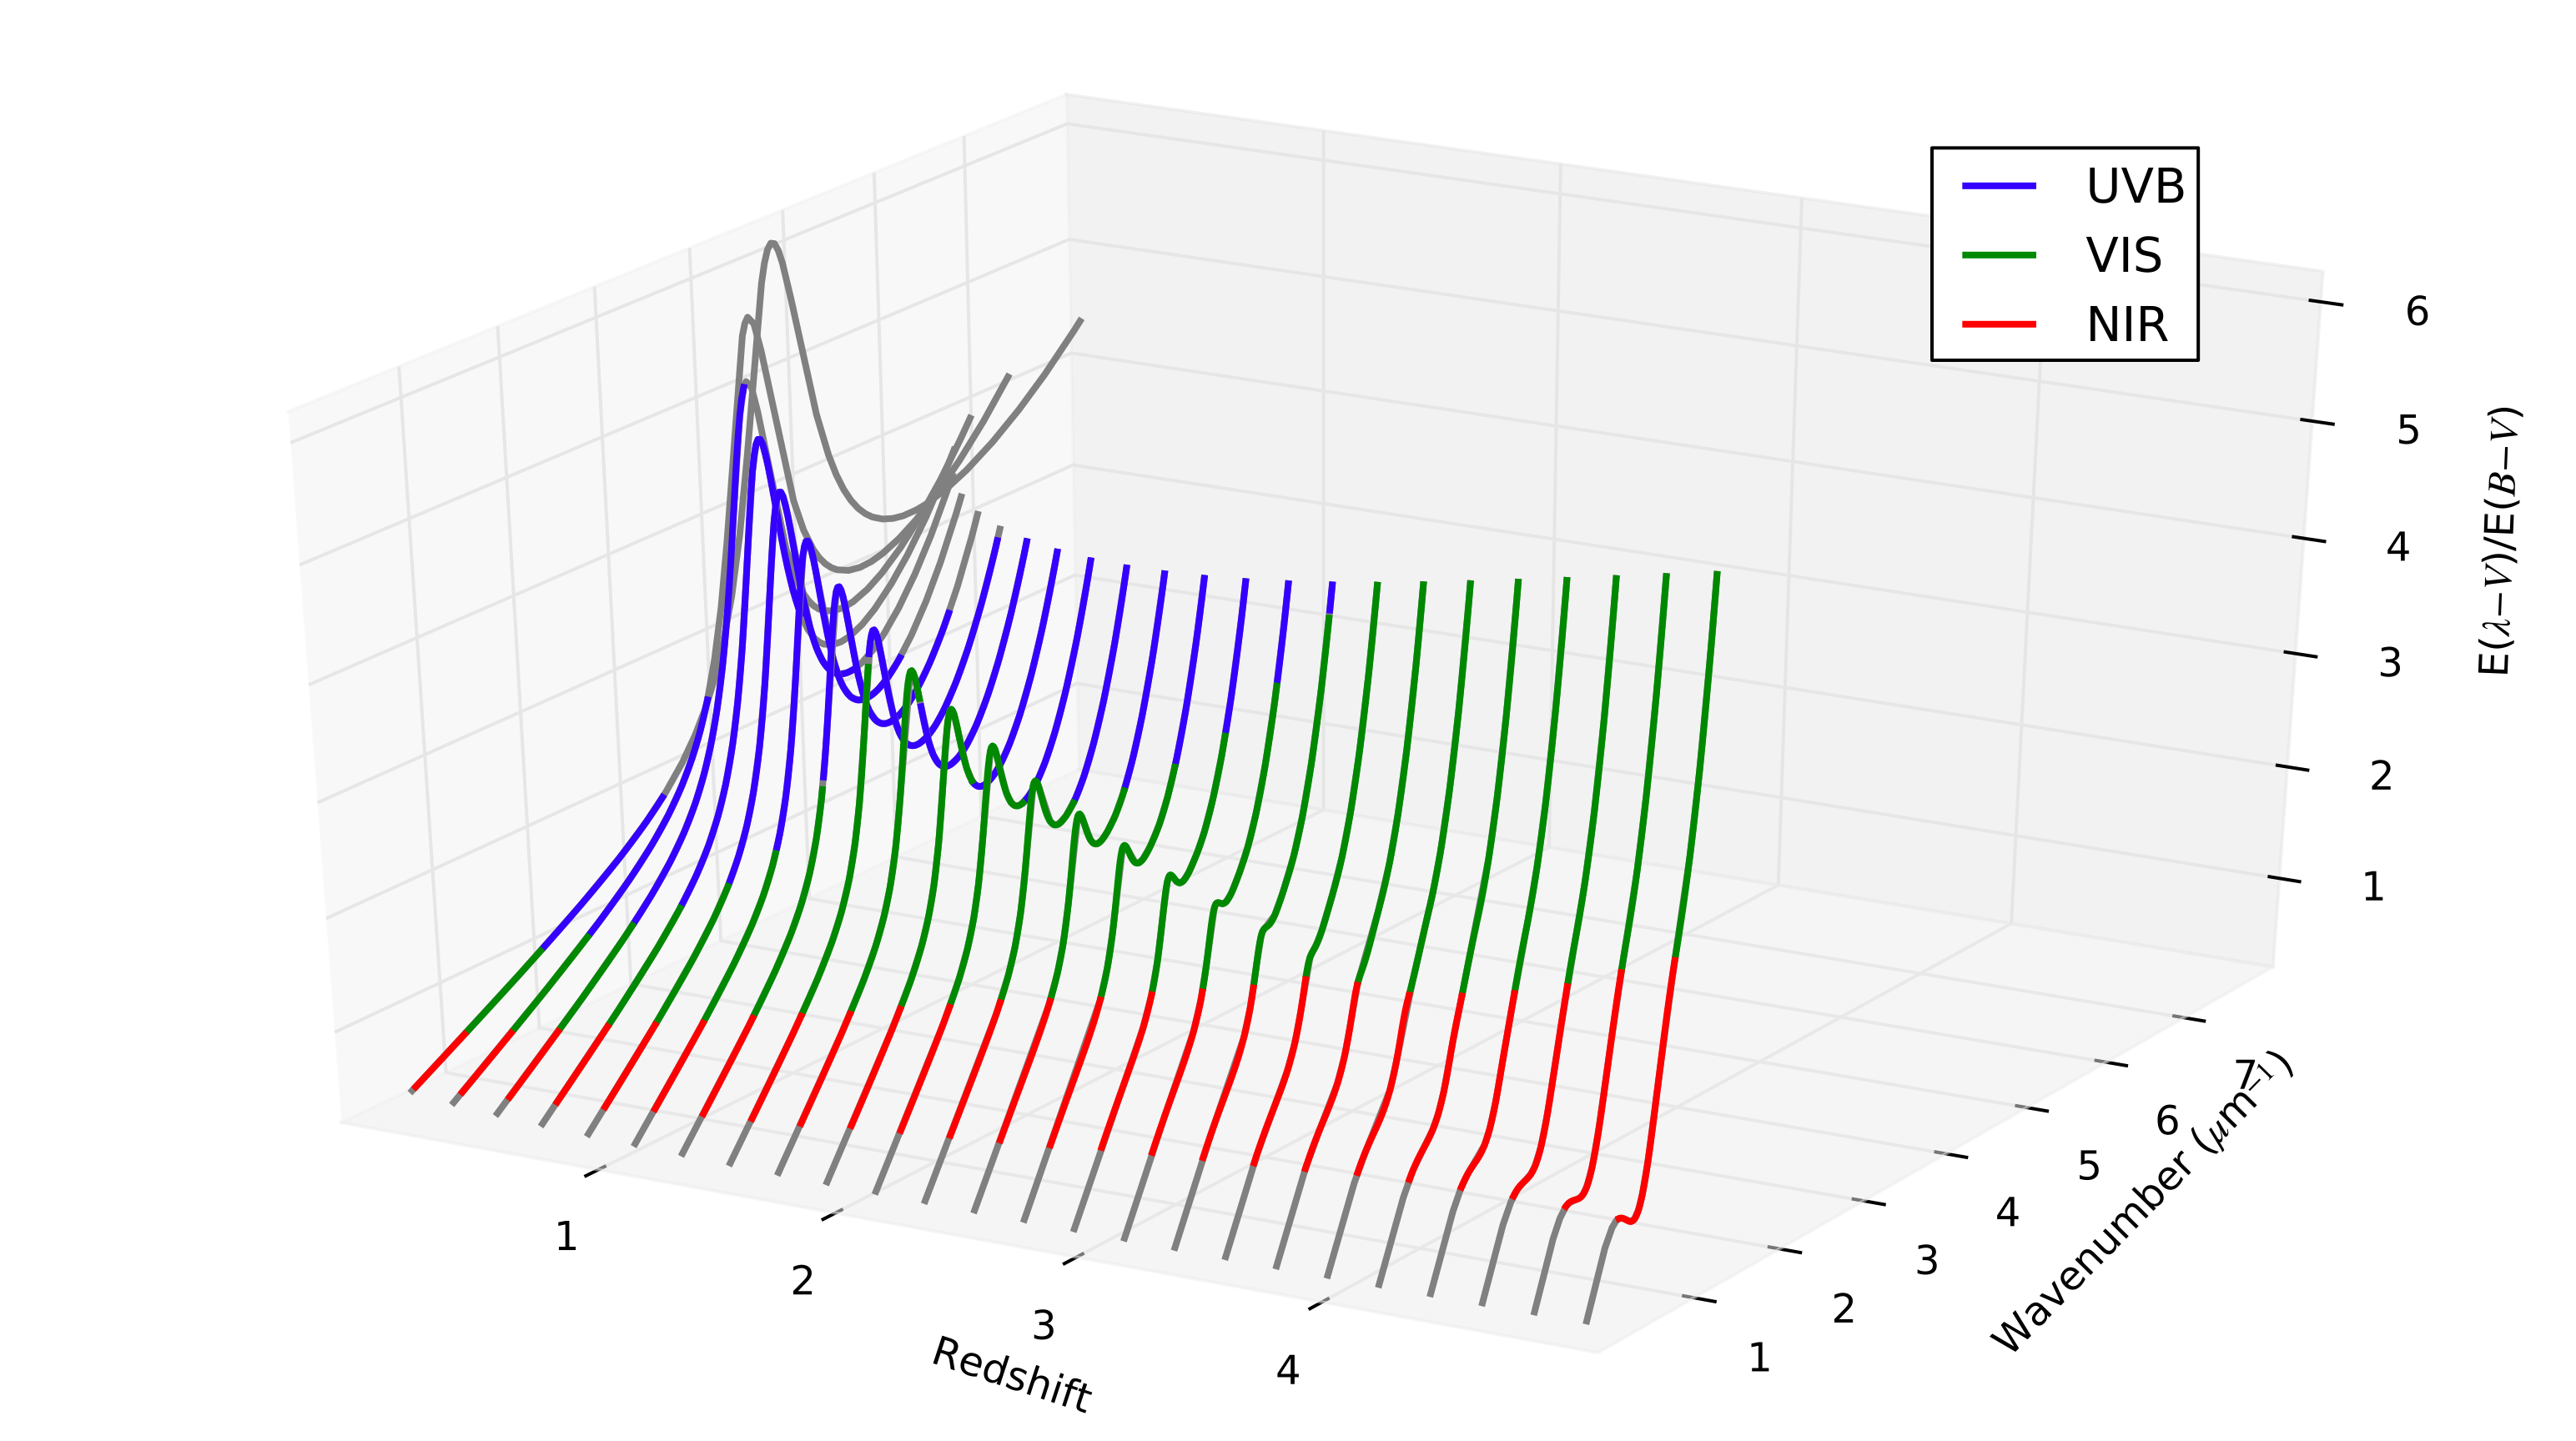 UVB
VIS
NIR
6
5
4
3
2
1
E(λ−V)/E(B−V)
7
6
5
4
3
2
1
Wavenumber (μm⁻¹)
1
2
3
4
Redshift